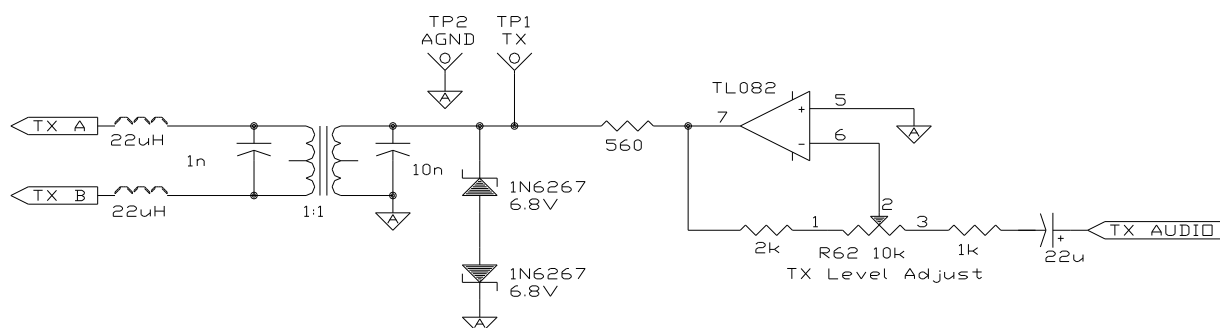 TP2
AGND
TP1
TX
A
TL082
5
7
6
A
TX A
22uH
1n
10n
560
1N6267
6.8V
TX B
22uH
1:1
A
2
1
3
2k
R62 10k
1k
22u
+
TX AUDIO
TX Level Adjust
1N6267
6.8V
A